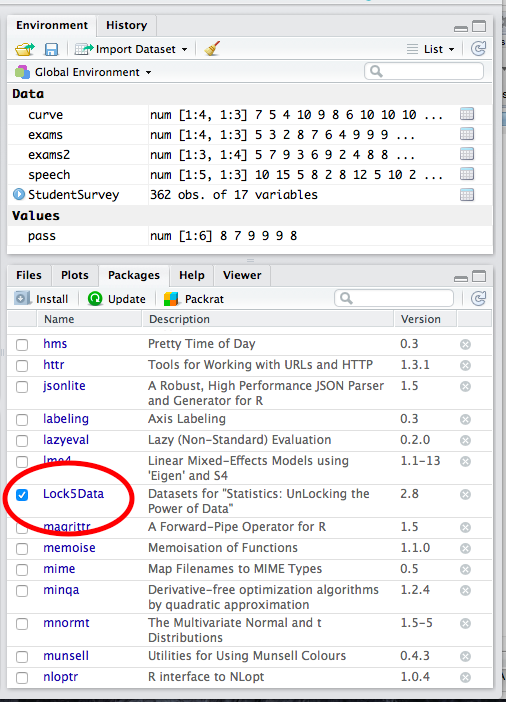 Environment History
Import Dataset List
Global Environment
Data
curve num [1:4, 1:3] 7 5 4 10 9 8 6 10 10 10 ...
exams num [1:4, 1:3] 5 3 2 8 7 6 4 9 9 9 ...
exams2 num [1:3, 1:4] 5 7 9 3 6 9 2 4 8 8 ...
speech num [1:5, 1:3] 10 15 5 8 2 8 12 5 10 2 ...
StudentSurvey 362 obs. of 17 variables
Values
pass num [1:6] 8 7 9 9 9 8
Files Plots Packages Help Viewer
Install Update Packrat
Name Description Version
hms Pretty Time of Day 0.3
httr Tools for Working with URLs and HTTP 1.3.1
jsonlite A Robust, High Performance JSON Parser 1.5
and Generator for R
labeling Axis Labeling 0.3
lazyeval Lazy (Non-Standard) Evaluation 0.2.0
lme4 Linear Mixed-Effects Models using 1.1-13
'Eigen' and S4
Lock5Data Datasets for "Statistics: UnLocking the 2.8
Power of Data"
magrittr A Forward-Pipe Operator for R 1.5
memoise Memoisation of Functions 1.1.0
mime Map Filenames to MIME Types 0.5
minqa Derivative-free optimization algorithms 1.2.4
by quadratic approximation
mnormt The Multivariate Normal and t 1.5-5
Distributions
munsell Utilities for Using Munsell Colours 0.4.3
nloptr R interface to NLopt 1.0.4